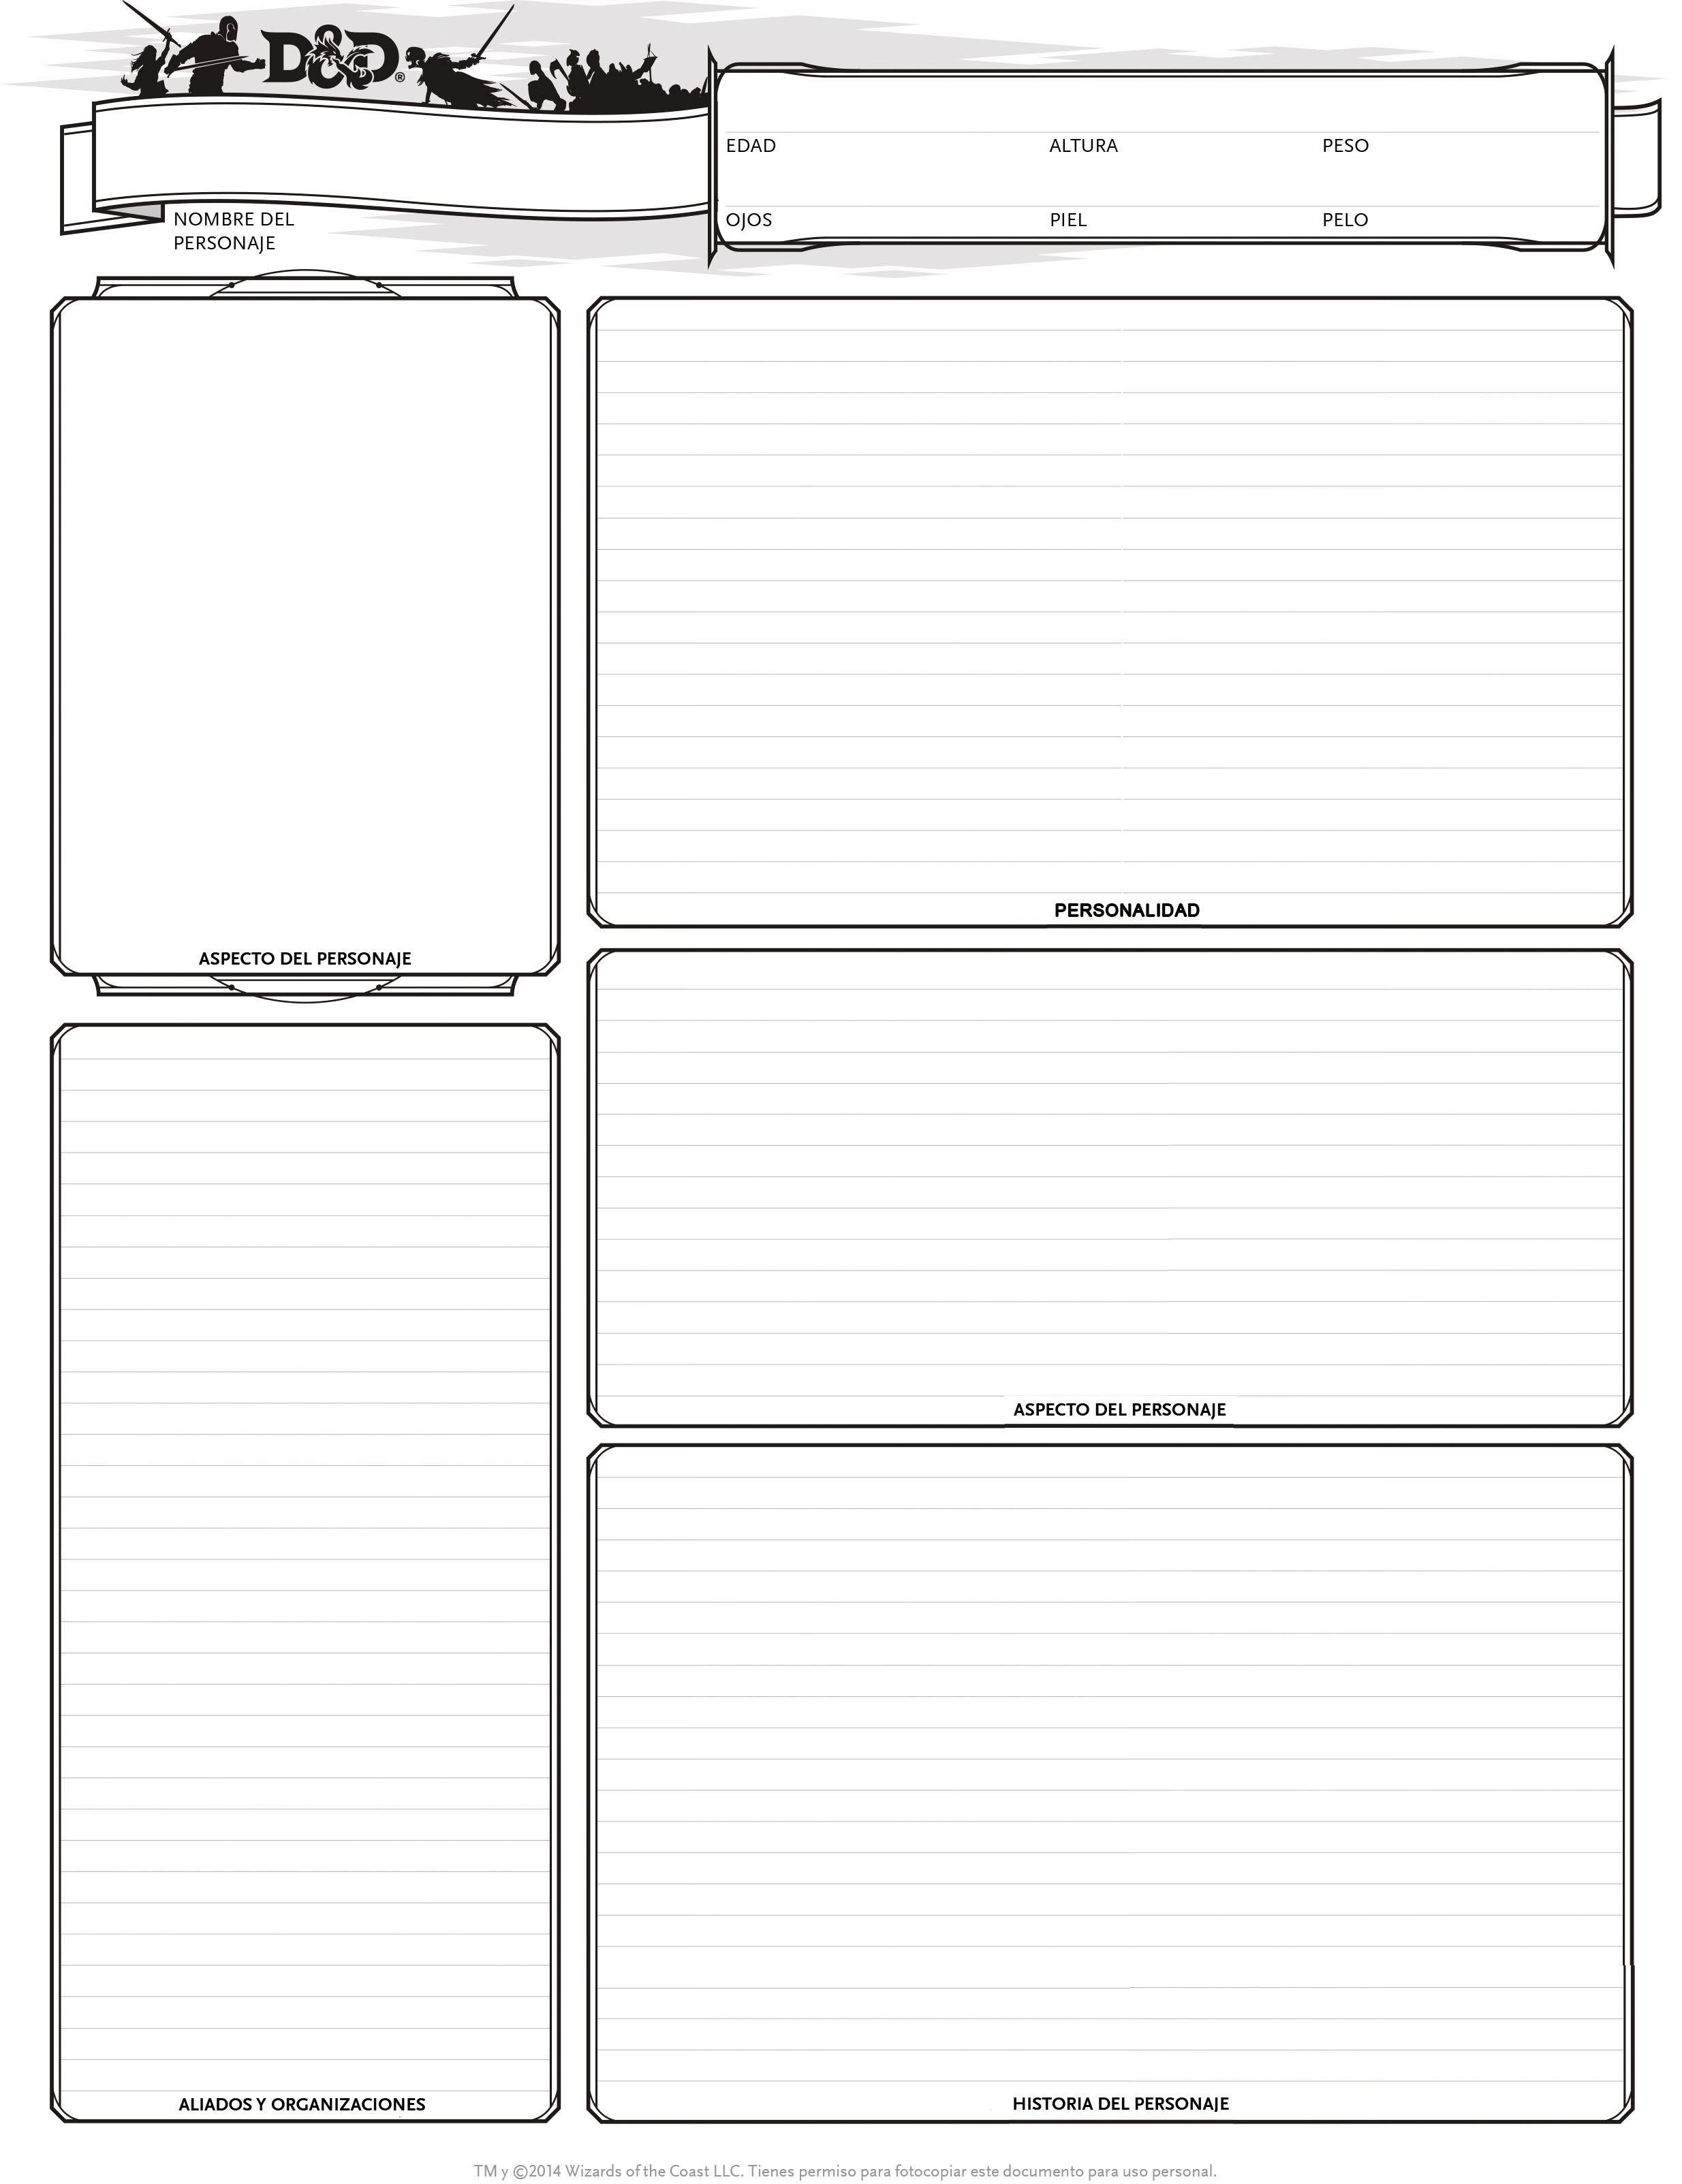 D&D®
EDAD ALTURA PESO
NOMBRE DEL
PERSONAJE
OJOS PIEL PELO
PERSONALIDAD
ASPECTO DEL PERSONAJE
ASPECTO DEL PERSONAJE
ALIADOS Y ORGANIZACIONES
HISTORIA DEL PERSONAJE
TM y ©2014 Wizards of the Coast LLC. Tienes permiso para fotocopiar este documento para uso personal.